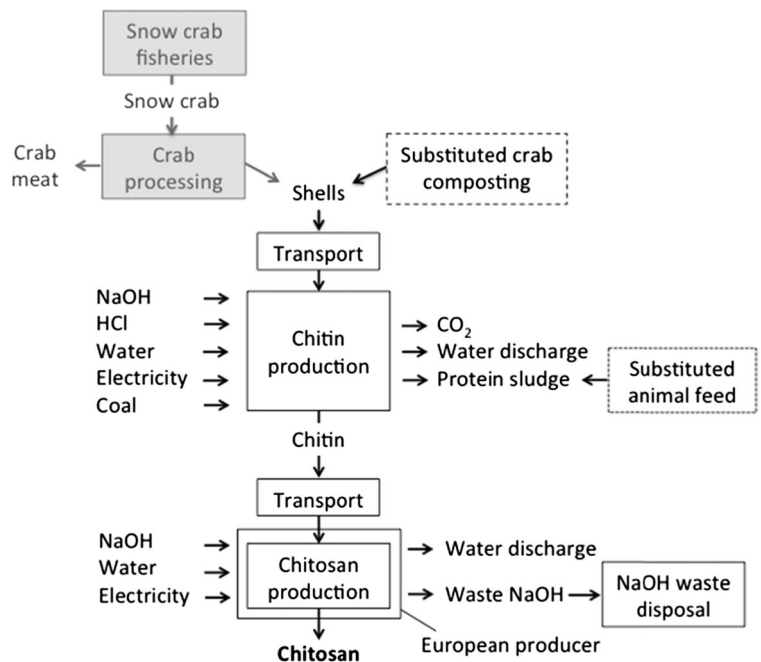 Snow crab
fisheries
Snow crab
Crab
meat
Crab
processing
Substituted crab
composting
Shells
Transport
NaOH
HCl
Water
Electricity
Coal
Chitin
production
CO₂
Water discharge
Protein sludge
Substituted
animal feed
Chitin
Transport
NaOH
Water
Electricity
Chitosan
production
Water discharge
Waste NaOH
NaOH waste
disposal
European producer
Chitosan